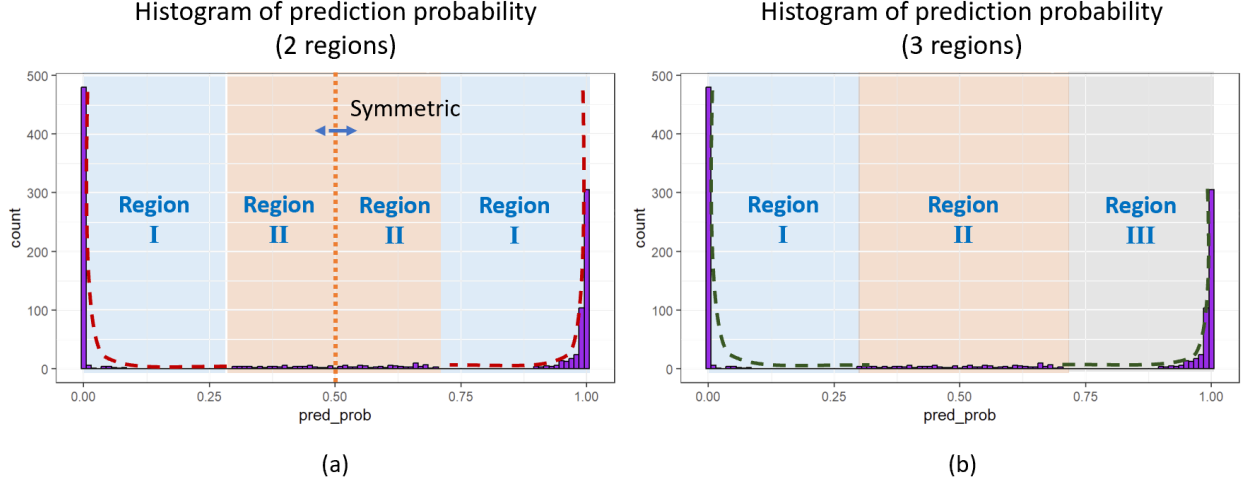 Histogram of prediction probability
(2 regions)
500
400
300
200
100
0
count
Symmetric
Region
I
Region
II
Region
II
Region
I
0.00
0.25
0.50
0.75
1.00
pred_prob
(a)
Histogram of prediction probability
(3 regions)
500
400
300
200
100
0
count
Region
I
Region
II
Region
III
0.00
0.25
0.50
0.75
1.00
pred_prob
(b)